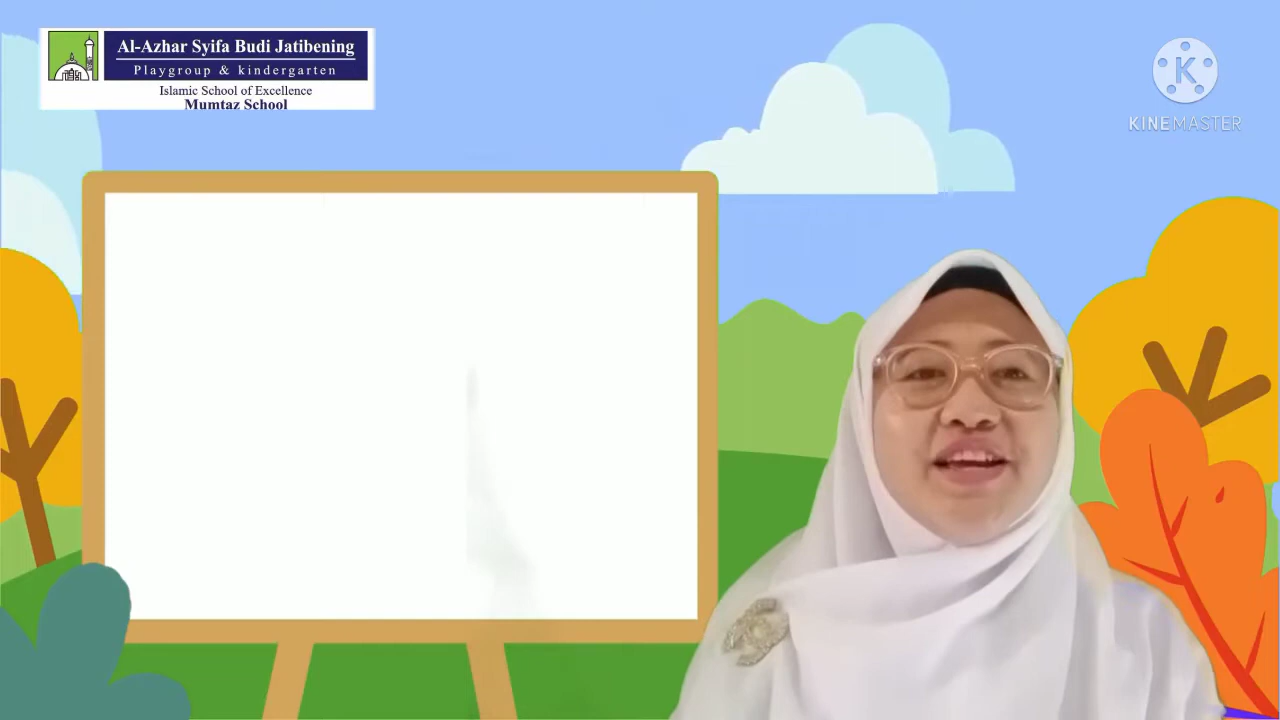 Al-Azhar Syifa Budi Jatibening
Playgroup & kindergarten
Islamic School of Excellence
Mumtaz School
KINEMASTER